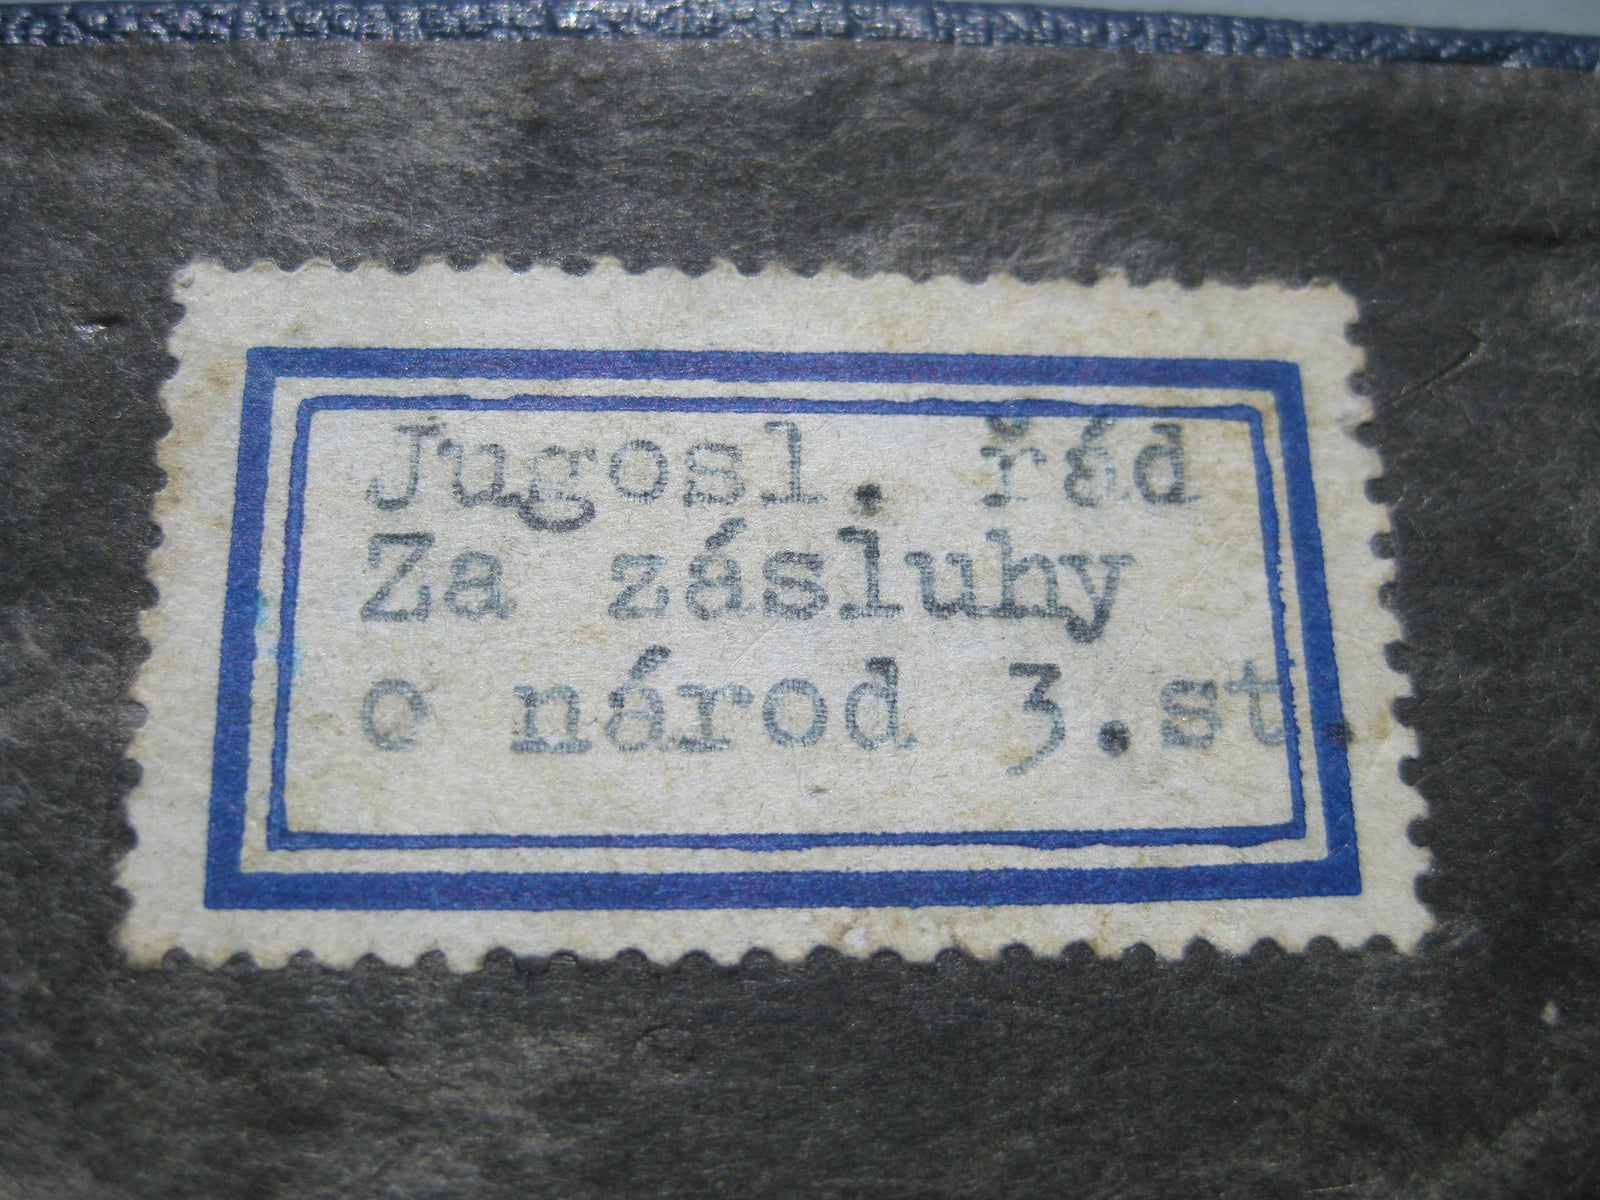 Jugosl. řád
Za zásluhy
o národ 3.st.